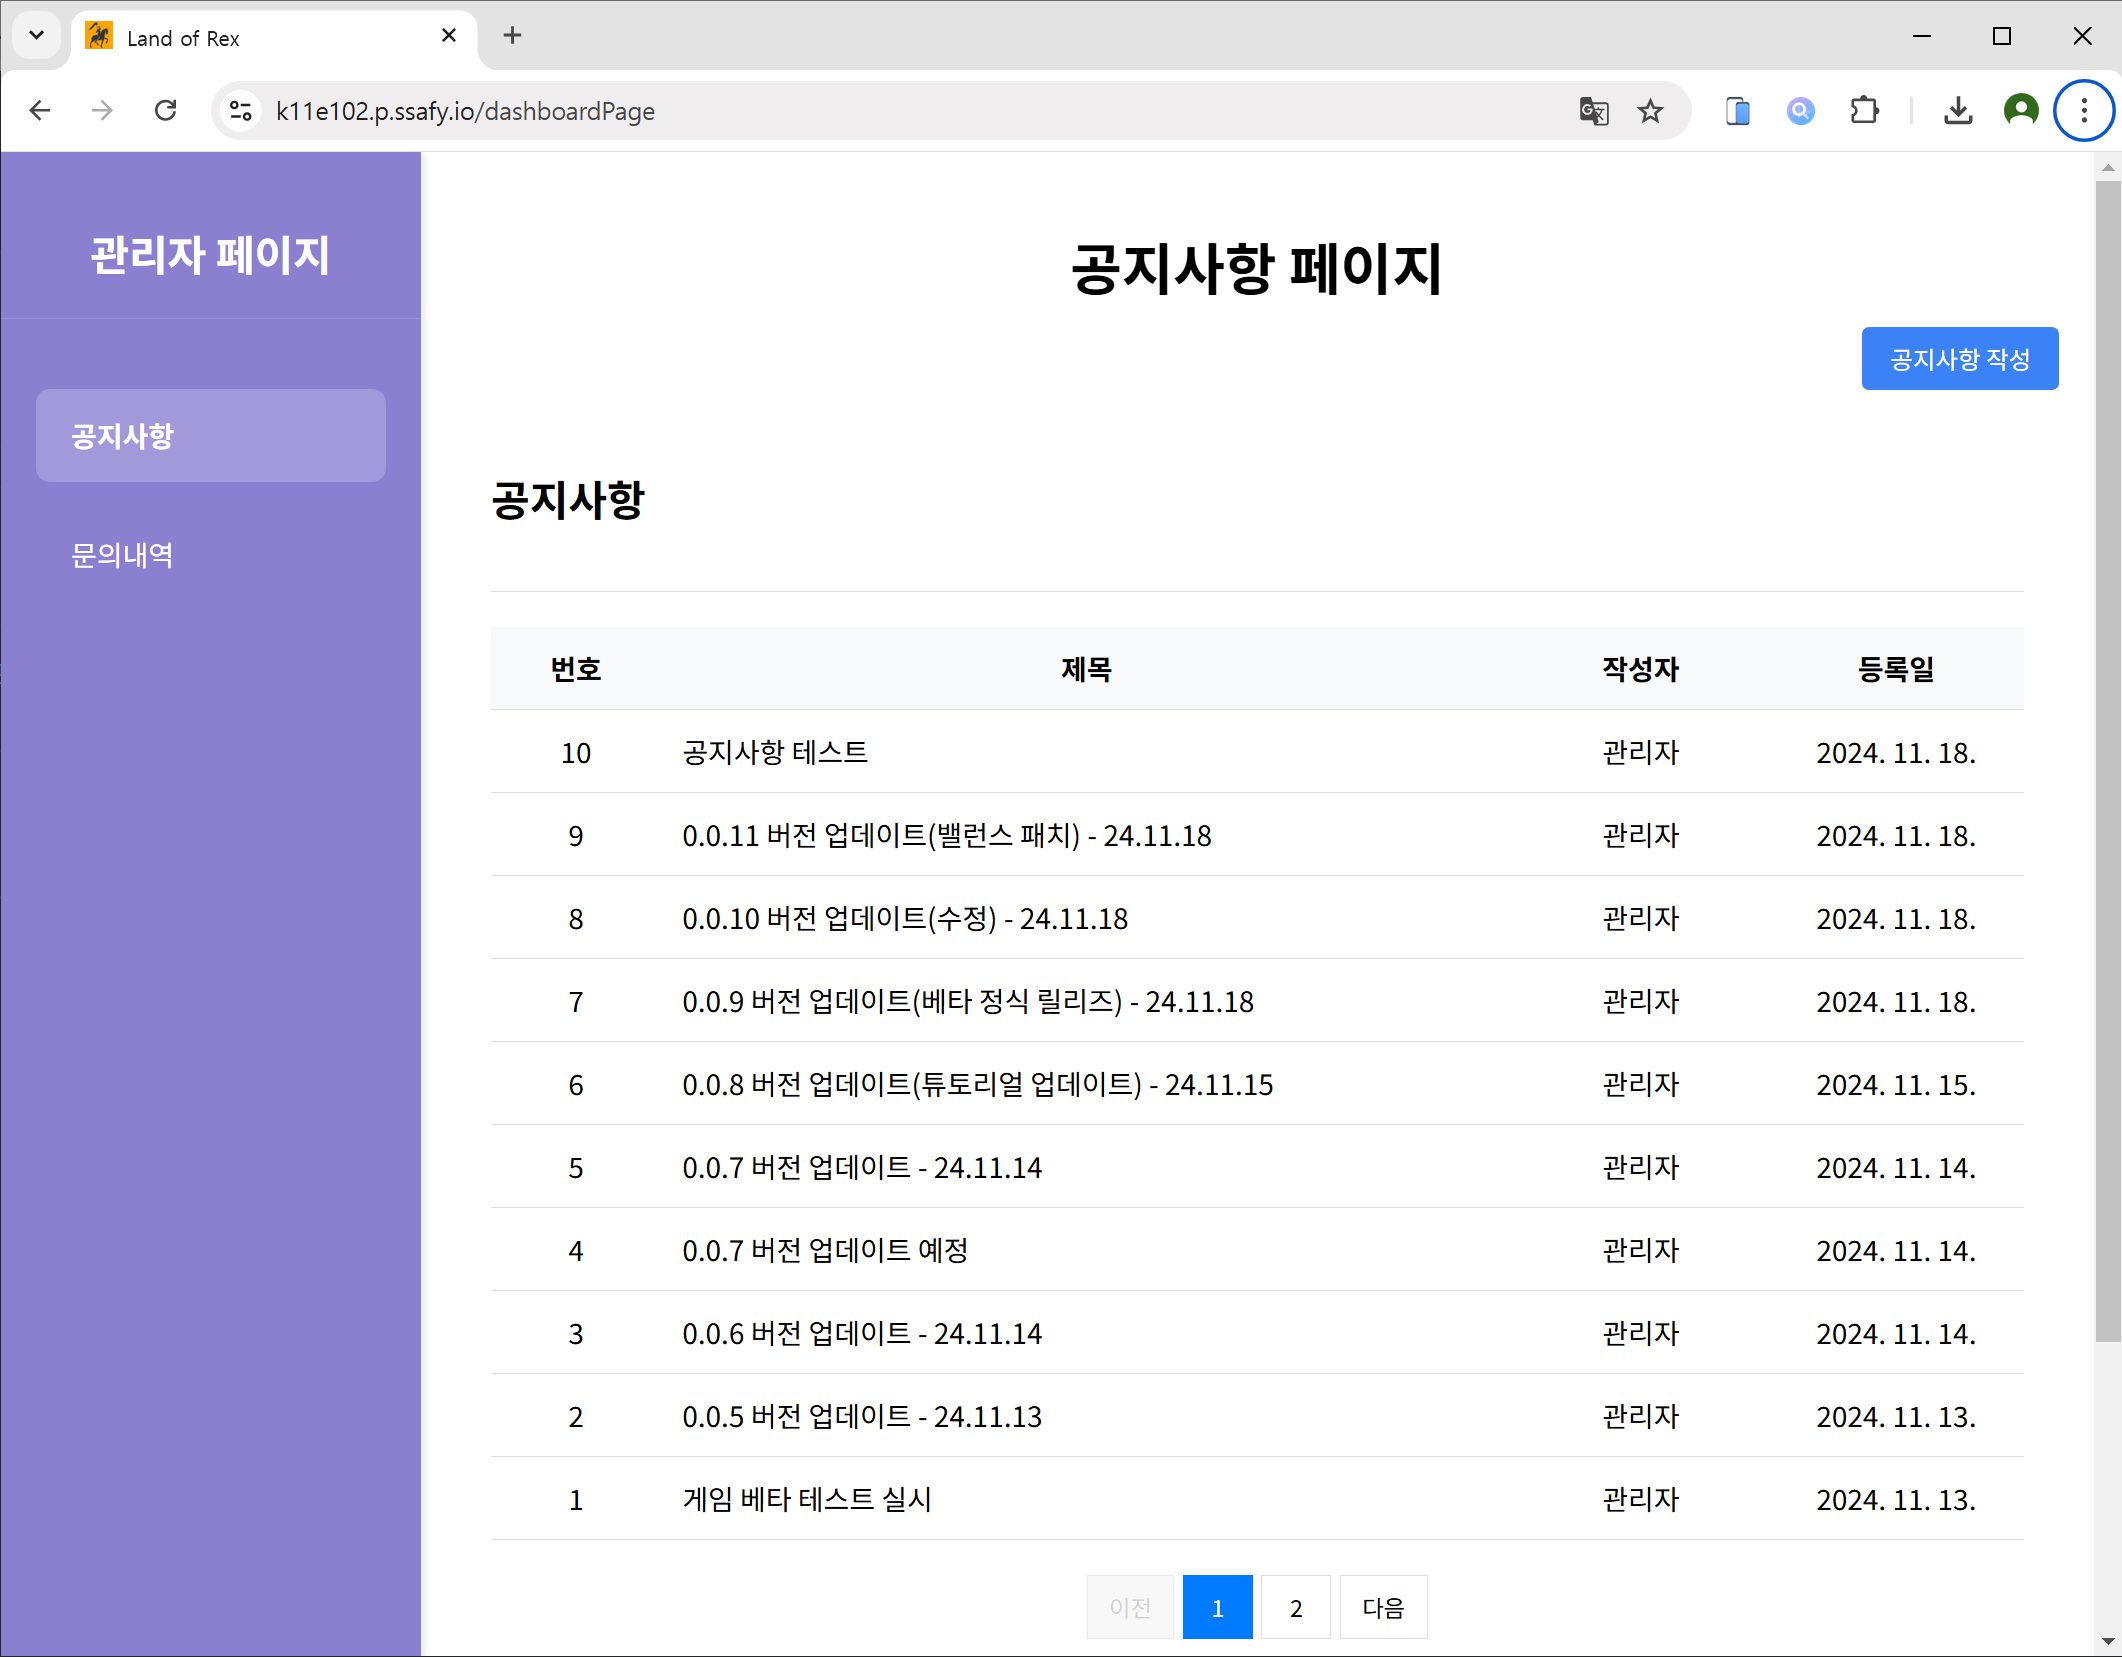 Land of Rex
k11e102.p.ssafy.io/dashboardPage
관리자 페이지
공지사항
문의내역
공지사항 페이지
공지사항 작성
공지사항
번호 제목 작성자 등록일
10 공지사항 테스트 관리자 2024. 11. 18.
9 0.0.11 버전 업데이트(밸런스 패치) - 24.11.18 관리자 2024. 11. 18.
8 0.0.10 버전 업데이트(수정) - 24.11.18 관리자 2024. 11. 18.
7 0.0.9 버전 업데이트(베타 정식 릴리즈) - 24.11.18 관리자 2024. 11. 18.
6 0.0.8 버전 업데이트(튜토리얼 업데이트) - 24.11.15 관리자 2024. 11. 15.
5 0.0.7 버전 업데이트 - 24.11.14 관리자 2024. 11. 14.
4 0.0.7 버전 업데이트 예정 관리자 2024. 11. 14.
3 0.0.6 버전 업데이트 - 24.11.14 관리자 2024. 11. 14.
2 0.0.5 버전 업데이트 - 24.11.13 관리자 2024. 11. 13.
1 게임 베타 테스트 실시 관리자 2024. 11. 13.
이전 1 2 다음